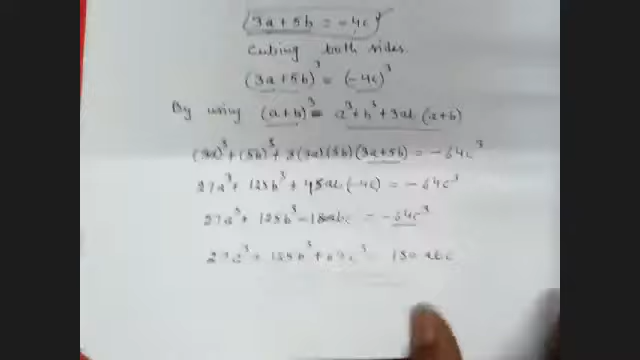 (3a + 5b = -4c)
Cubing both sides.
(3a + 5b)³ = (-4c)³
By using (a+b)³ = a³ + b³ + 3ab (a+b)
(3a)³ + (5b)³ + 3(3a)(5b)(3a+5b) = -64c³
27a³ + 125b³ + 45ab (-4c) = -64c³
27a³ + 125b³ - 180abc = -64c³
27a³ + 125b³ + 64c³ = 180 abc